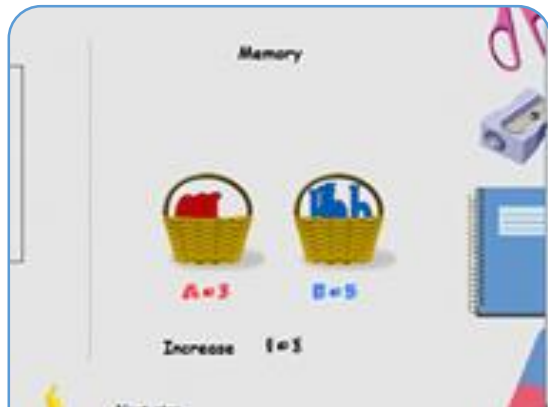 Memory
A = 3 B = 5
Increase